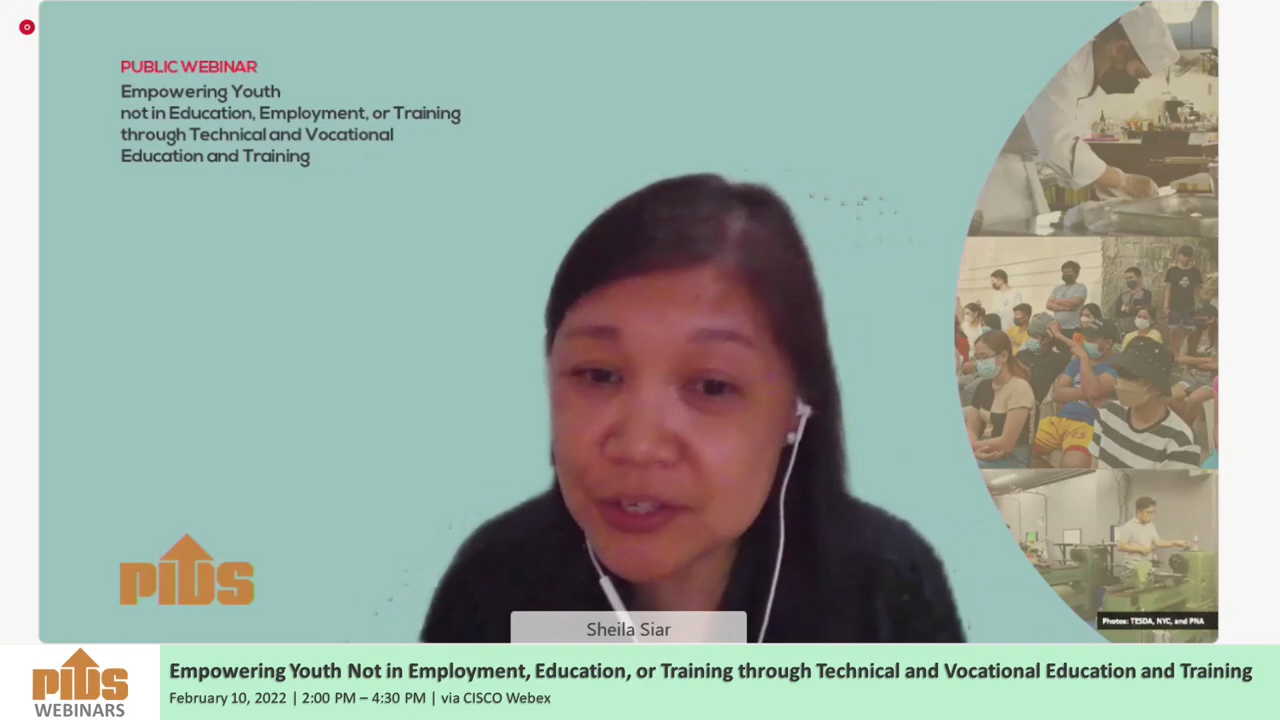 PUBLIC WEBINAR
Empowering Youth
not in Education, Employment, or Training
through Technical and Vocational
Education and Training
PIDS
Sheila Siar
Photos: TESDA, NYC, and PNA
PIDS
WEBINARS
Empowering Youth Not in Employment, Education, or Training through Technical and Vocational Education and Training
February 10, 2022 | 2:00 PM – 4:30 PM | via CISCO Webex